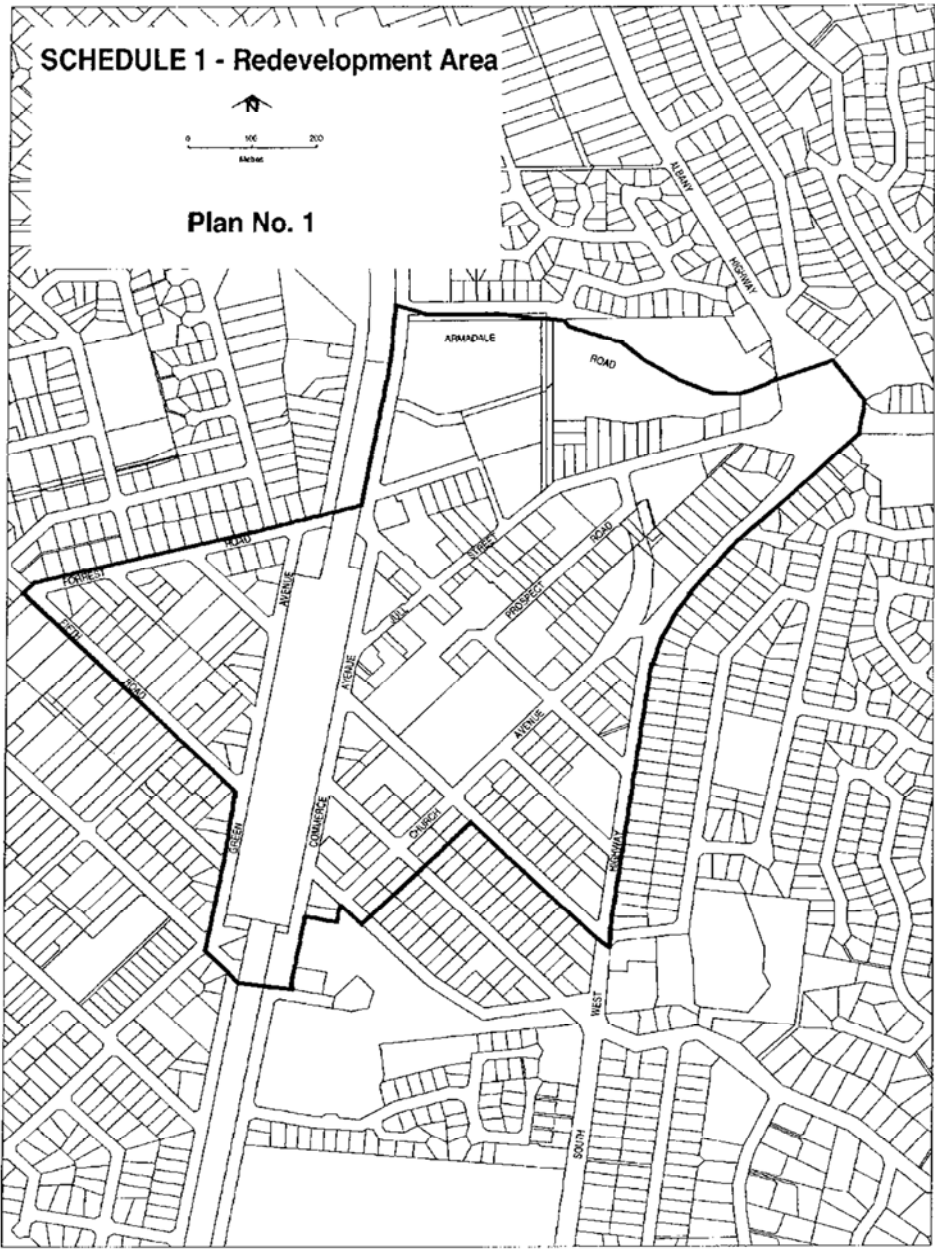 SCHEDULE 1 - Redevelopment Area
N
0 100 200
Metres
Plan No. 1
ALBANY
HIGHWAY
ARMADALE
ROAD
ROAD
FORREST
AVENUE
STREET
ROAD
JULL
PROSPECT
FIFTH
ROAD
AVENUE
AVENUE
GREEN
COMMERCE
CHURCH
HIGHWAY
WEST
SOUTH